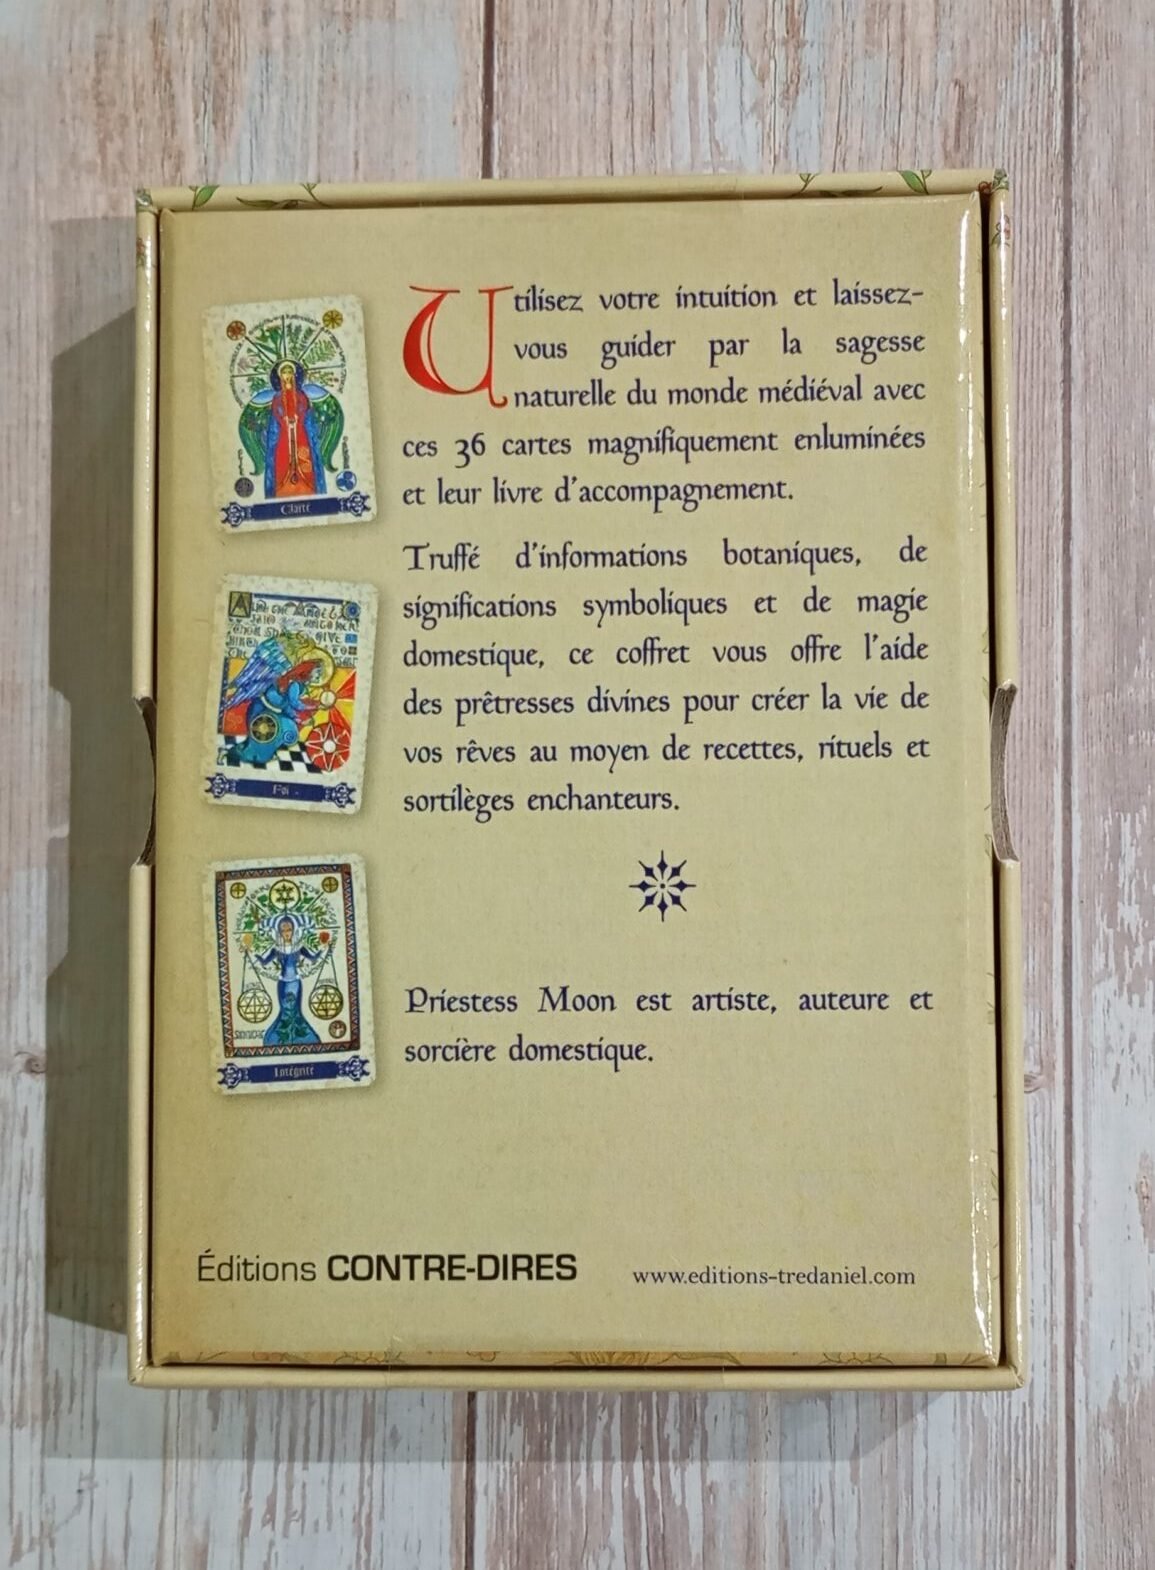 Utilisez votre intuition et laissez-
vous guider par la sagesse
naturelle du monde médiéval avec
ces 36 cartes magnifiquement enluminées
et leur livre d'accompagnement.
Truffé d'informations botaniques, de
significations symboliques et de magie
domestique, ce coffret vous offre l'aide
des prêtresses divines pour créer la vie de
vos rêves au moyen de recettes, rituels et
sortilèges enchanteurs.
Priestess Moon est artiste, auteure et
sorcière domestique.
Clarté
Foi
Intégrité
Éditions CONTRE-DIRES
www.editions-tredaniel.com